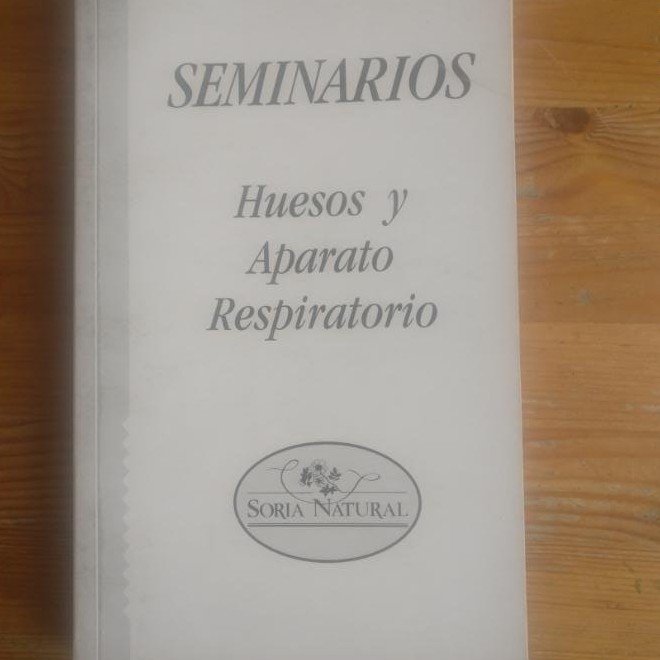 SEMINARIOS
Huesos y
Aparato
Respiratorio
SORIA NATURAL